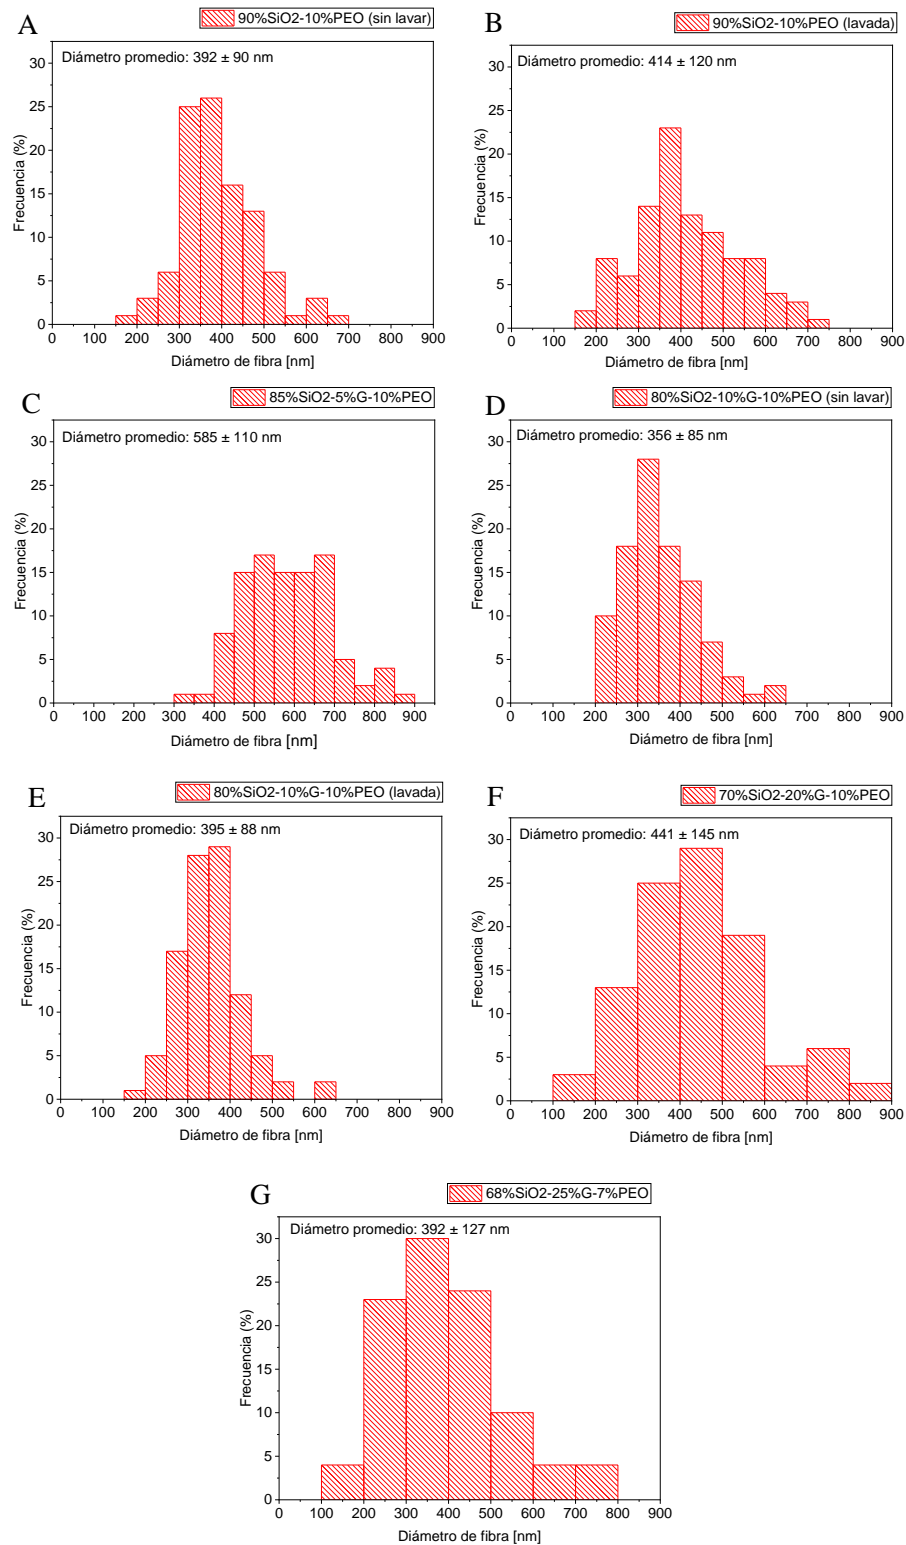 A
90%SiO2-10%PEO (sin lavar)
Diámetro promedio: 392 ± 90 nm
30
25
20
15
10
5
0
Frecuencia (%)
0 100 200 300 400 500 600 700 800 900
Diámetro de fibra [nm]
B
90%SiO2-10%PEO (lavada)
Diámetro promedio: 414 ± 120 nm
30
25
20
15
10
5
0
Frecuencia (%)
0 100 200 300 400 500 600 700 800 900
Diámetro de fibra [nm]
C
85%SiO2-5%G-10%PEO
Diámetro promedio: 585 ± 110 nm
30
25
20
15
10
5
0
Frecuencia (%)
0 100 200 300 400 500 600 700 800 900
Diámetro de fibra [nm]
D
80%SiO2-10%G-10%PEO (sin lavar)
Diámetro promedio: 356 ± 85 nm
30
25
20
15
10
5
0
Frecuencia (%)
0 100 200 300 400 500 600 700 800 900
Diámetro de fibra [nm]
E
80%SiO2-10%G-10%PEO (lavada)
Diámetro promedio: 395 ± 88 nm
30
25
20
15
10
5
0
Frecuencia (%)
0 100 200 300 400 500 600 700 800 900
Diámetro de fibra [nm]
F
70%SiO2-20%G-10%PEO
Diámetro promedio: 441 ± 145 nm
30
25
20
15
10
5
0
Frecuencia (%)
0 100 200 300 400 500 600 700 800 900
Diámetro de fibra [nm]
G
68%SiO2-25%G-7%PEO
Diámetro promedio: 392 ± 127 nm
30
25
20
15
10
5
0
Frecuencia (%)
0 100 200 300 400 500 600 700 800 900
Diámetro de fibra [nm]